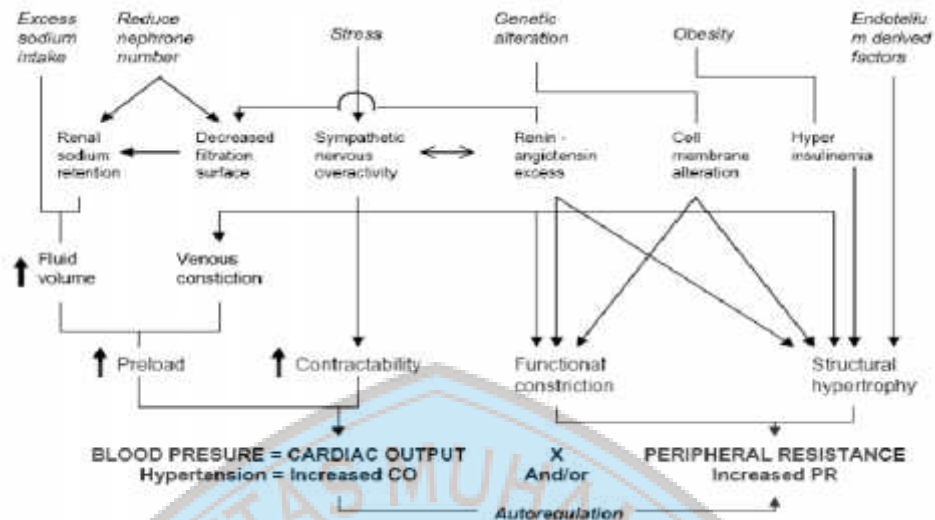 Excess
sodium
intake
Reduce
nephrone
number
Stress
Genetic
alteration
Obesity
Endoteliu
m derived
factors
Renal
sodium
retention
Decreased
filtration
surface
Sympathetic
nervous
overactivity
Renin -
angiotensin
excess
Cell
membrane
alteration
Hyper
insulinemia
Fluid
volume
Venous
constiction
Preload
Contractability
Functional
constriction
Structural
hypertrophy
BLOOD PRESURE = CARDIAC OUTPUT X PERIPHERAL RESISTANCE
Hypertension = Increased CO And/or Increased PR
Autoregulation
TAS MUHA